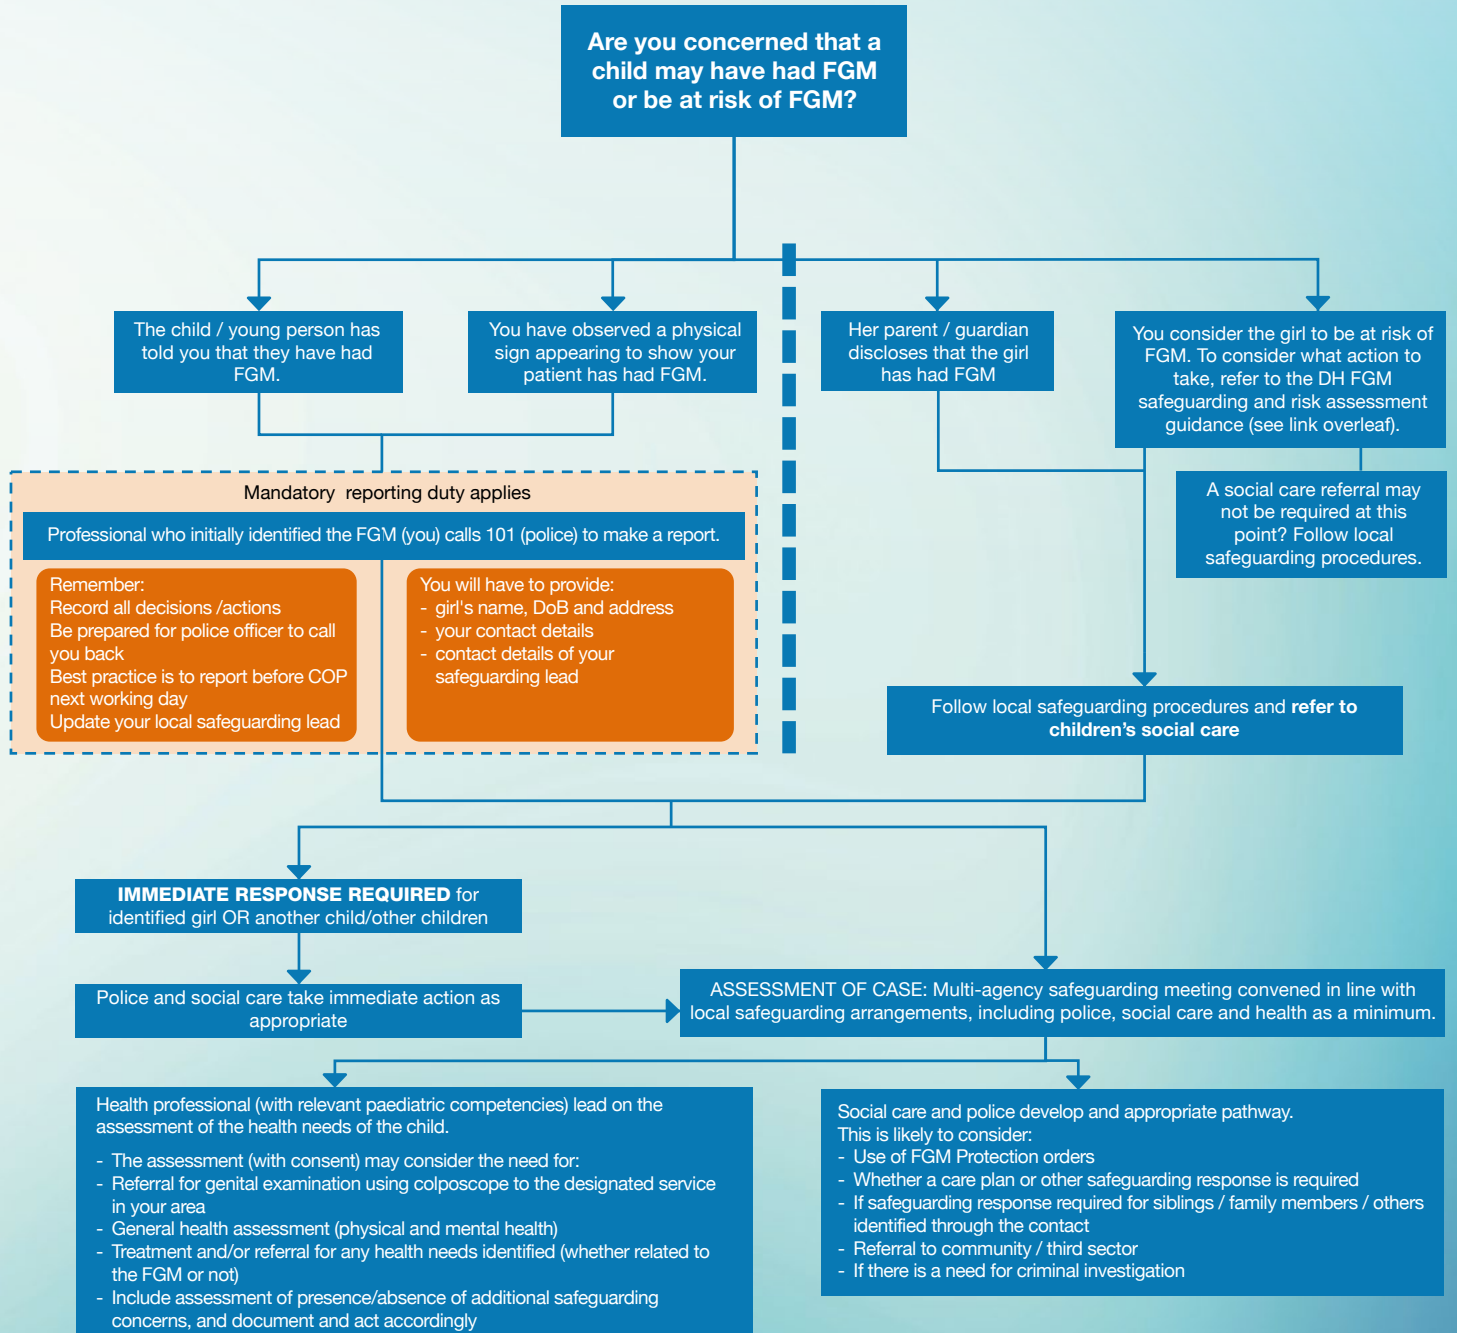 Are you concerned that a
child may have had FGM
or be at risk of FGM?
The child / young person has
told you that they have had
FGM.
You have observed a physical
sign appearing to show your
patient has had FGM.
Her parent / guardian
discloses that the girl
has had FGM
You consider the girl to be at risk of
FGM. To consider what action to
take, refer to the DH FGM
safeguarding and risk assessment
guidance (see link overleaf).
A social care referral may
not be required at this
point? Follow local
safeguarding procedures.
Mandatory reporting duty applies
Professional who initially identified the FGM (you) calls 101 (police) to make a report.
Remember:
Record all decisions /actions
Be prepared for police officer to call
you back
Best practice is to report before COP
next working day
Update your local safeguarding lead
You will have to provide:
- girl's name, DoB and address
- your contact details
- contact details of your
safeguarding lead
Follow local safeguarding procedures and refer to
children's social care
IMMEDIATE RESPONSE REQUIRED for
identified girl OR another child/other children
Police and social care take immediate action as
appropriate
ASSESSMENT OF CASE: Multi-agency safeguarding meeting convened in line with
local safeguarding arrangements, including police, social care and health as a minimum.
Health professional (with relevant paediatric competencies) lead on the
assessment of the health needs of the child.
- The assessment (with consent) may consider the need for:
- Referral for genital examination using colposcope to the designated service
in your area
- General health assessment (physical and mental health)
- Treatment and/or referral for any health needs identified (whether related to
the FGM or not)
- Include assessment of presence/absence of additional safeguarding
concerns, and document and act accordingly
Social care and police develop and appropriate pathway.
This is likely to consider:
- Use of FGM Protection orders
- Whether a care plan or other safeguarding response is required
- If safeguarding response required for siblings / family members / others
identified through the contact
- Referral to community / third sector
- If there is a need for criminal investigation